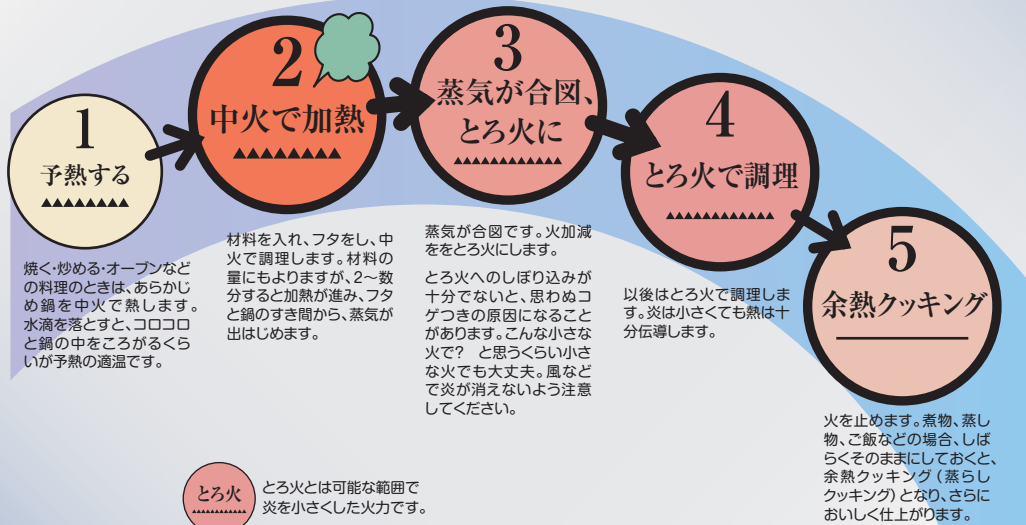 1
予熱する
焼く・炒める・オーブンなど
の料理のときは、あらかじ
め鍋を中火で熱します。
水滴を落とすと、コロコロ
と鍋の中をころがるくら
いが予熱の適温です。
2
中火で加熱
材料を入れ、フタをし、中
火で調理します。材料の
量にもよりますが、2〜数
分すると加熱が進み、フタ
と鍋のすき間から、蒸気が
出はじめます。
3
蒸気が合図、
とろ火に
蒸気が合図です。火加減
ををとろ火にします。
とろ火へのしぼり込みが
十分でないと、思わぬコ
ゲつきの原因になること
があります。こんな小さな
火で?　と思うくらい小さ
な火でも大丈夫。風など
で炎が消えないよう注意
してください。
4
とろ火で調理
以後はとろ火で調理しま
す。炎は小さくても熱は十
分伝導します。
5
余熱クッキング
火を止めます。煮物、蒸し
物、ご飯などの場合、しば
らくそのままにしておくと、
余熱クッキング(蒸らし
クッキング)となり、さらに
おいしく仕上がります。
とろ火
とろ火とは可能な範囲で
炎を小さくした火力です。